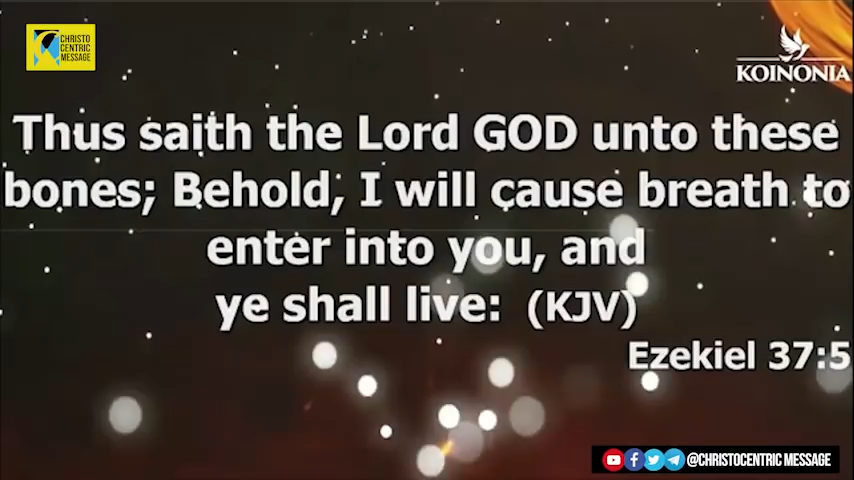 CHRISTO
CENTRIC
MESSAGE
KOINONIA
Thus saith the Lord GOD unto these
bones; Behold, I will cause breath to
enter into you, and
ye shall live: (KJV)
Ezekiel 37:5
@CHRISTOCENTRIC MESSAGE